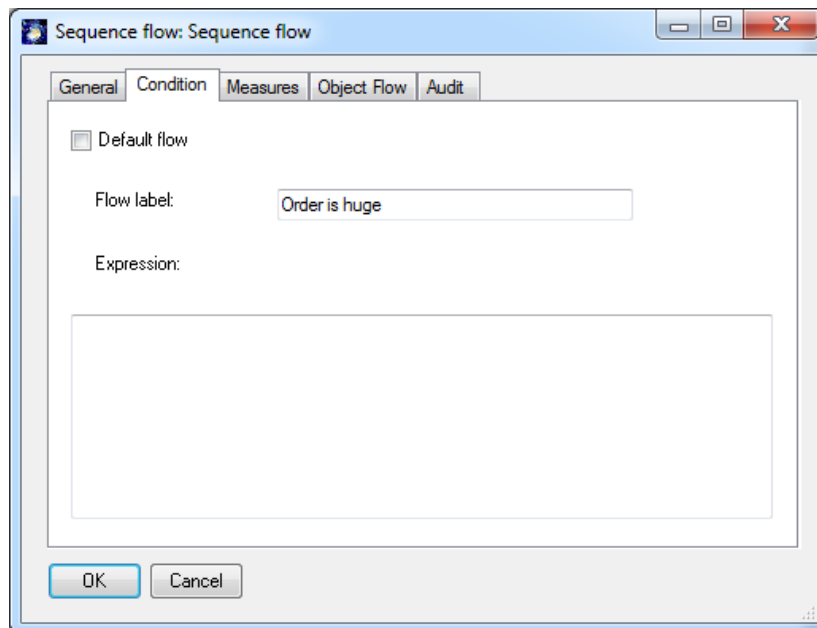 Sequence flow: Sequence flow
General Condition Measures Object Flow Audit
Default flow
Flow label: Order is huge
Expression:
OK Cancel